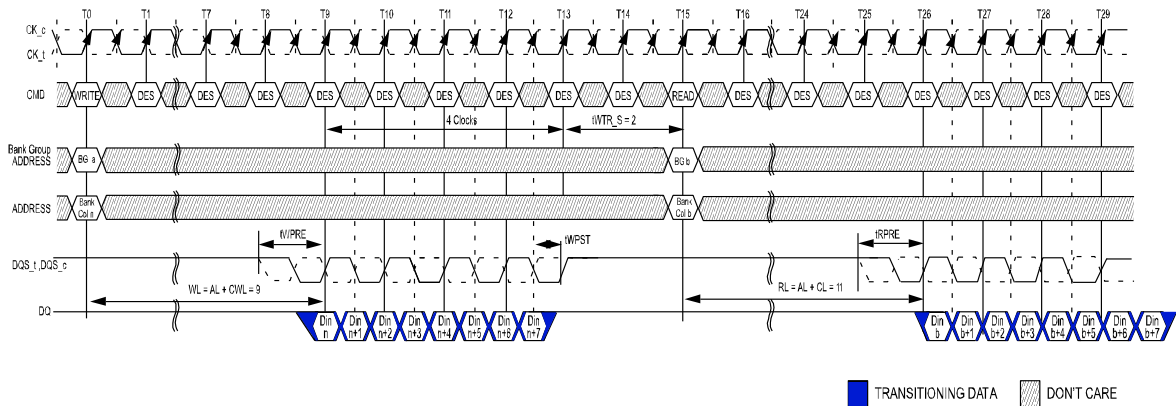 T0 T1 T7 T8 T9 T10 T11 T12 T13 T14 T15 T16 T24 T25 T26 T27 T28 T29
CK_c
CK_t
CMD WRITE DES DES DES DES DES DES DES DES DES READ DES DES DES DES DES DES DES
4 Clocks tWTR_S = 2
Bank Group
ADDRESS BG a BG b
ADDRESS Bank Col n Bank Col b
tWPRE tWPST tRPRE
DQS_t ,DQS_c
WL = AL + CWL = 9 RL = AL + CL = 11
DQ
Din n Din n+1 Din n+2 Din n+3 Din n+4 Din n+5 Din n+6 Din n+7 Din b Din b+1 Din b+2 Din b+3 Din b+4 Din b+5 Din b+6 Din b+7
TRANSITIONING DATA DON'T CARE